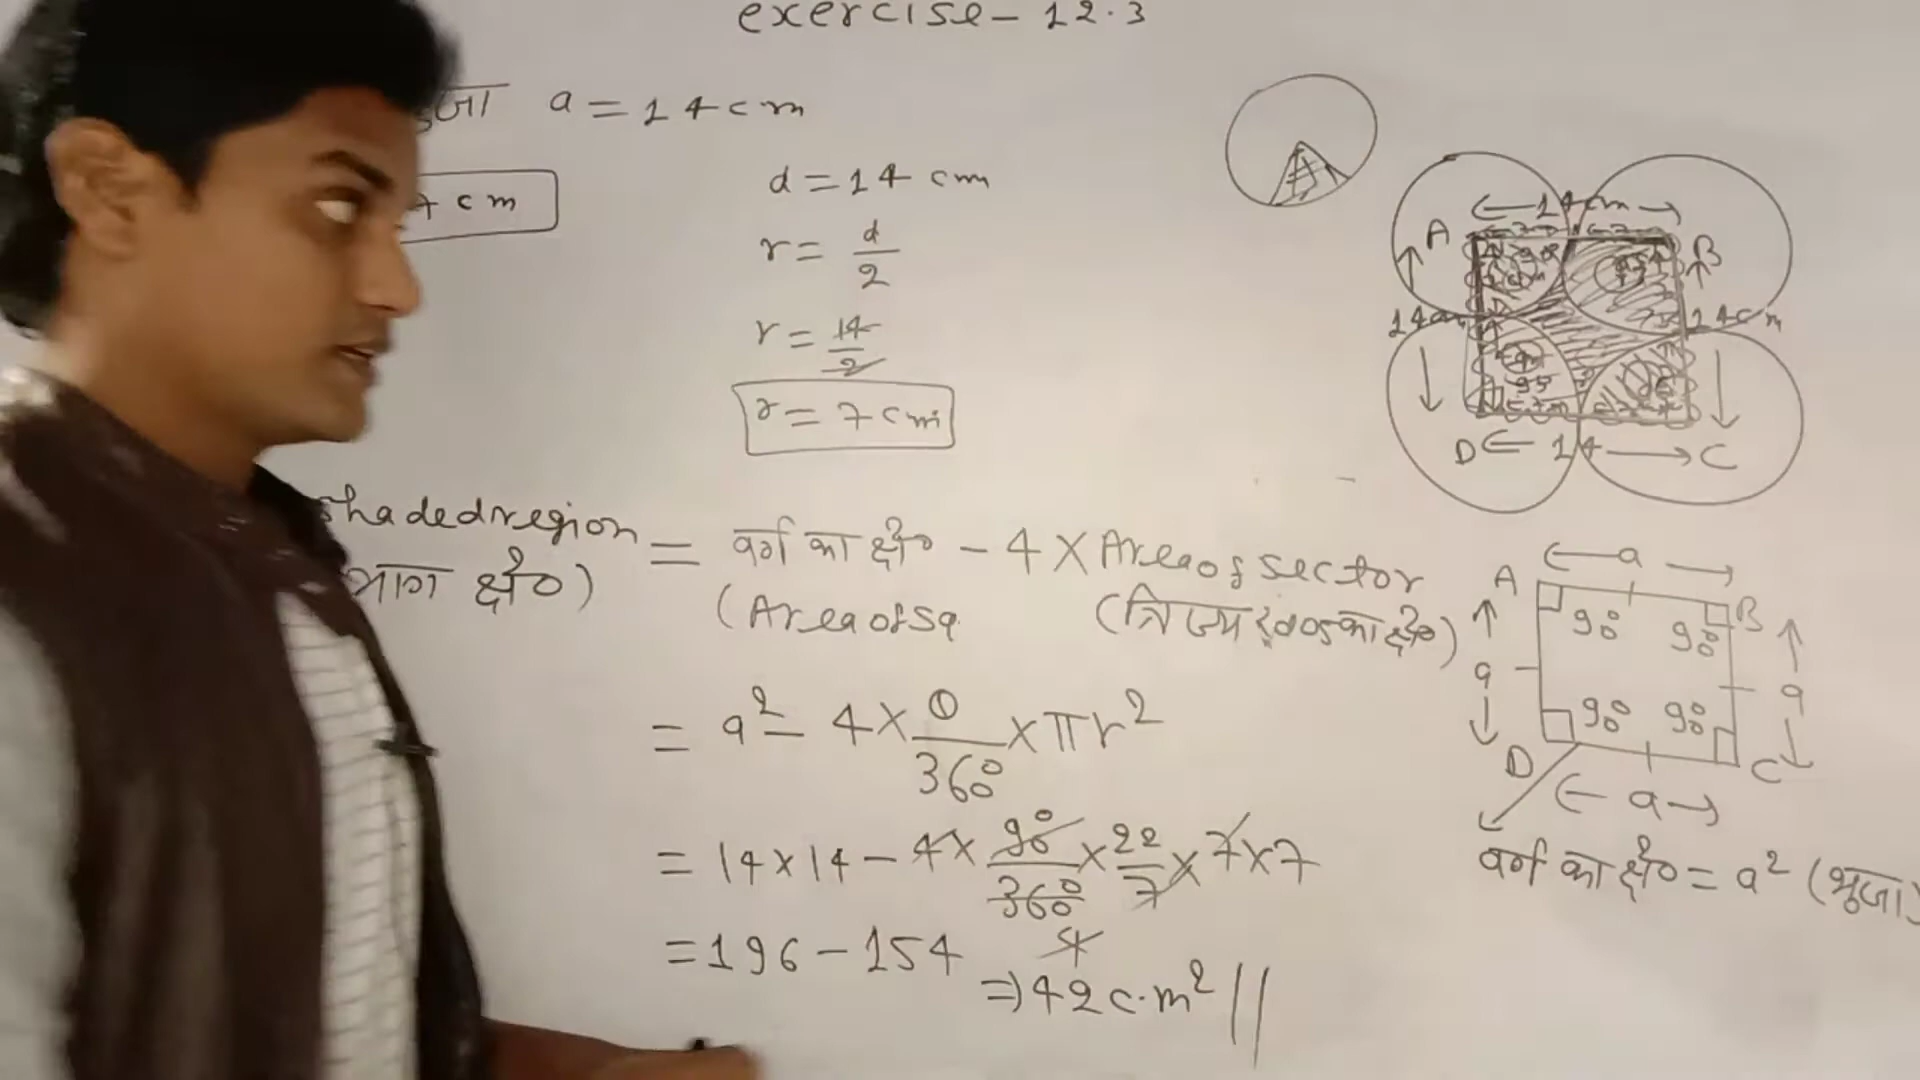 exercise - 12.3
a = 14 cm
7 cm
d = 14 cm
r = d/2
r = 14/2
r = 7 cm
14 cm
A
B
14 cm
14 cm
D
14
C
Shaded region = वर्ग का क्षे० - 4 × Area of sector
भाग क्षे०)
(Area of sq
(त्रिज्यखण्ड का क्षे०)
= a² - 4 × θ/360° × πr²
= 14 × 14 - 4 × 90°/360° × 22/7 × 7 × 7
4
= 196 - 154
⇒ 42 c.m²
a
A
B
90° 90°
a
a
90° 90°
D
C
a
वर्ग का क्षे० = a² (भुजा)